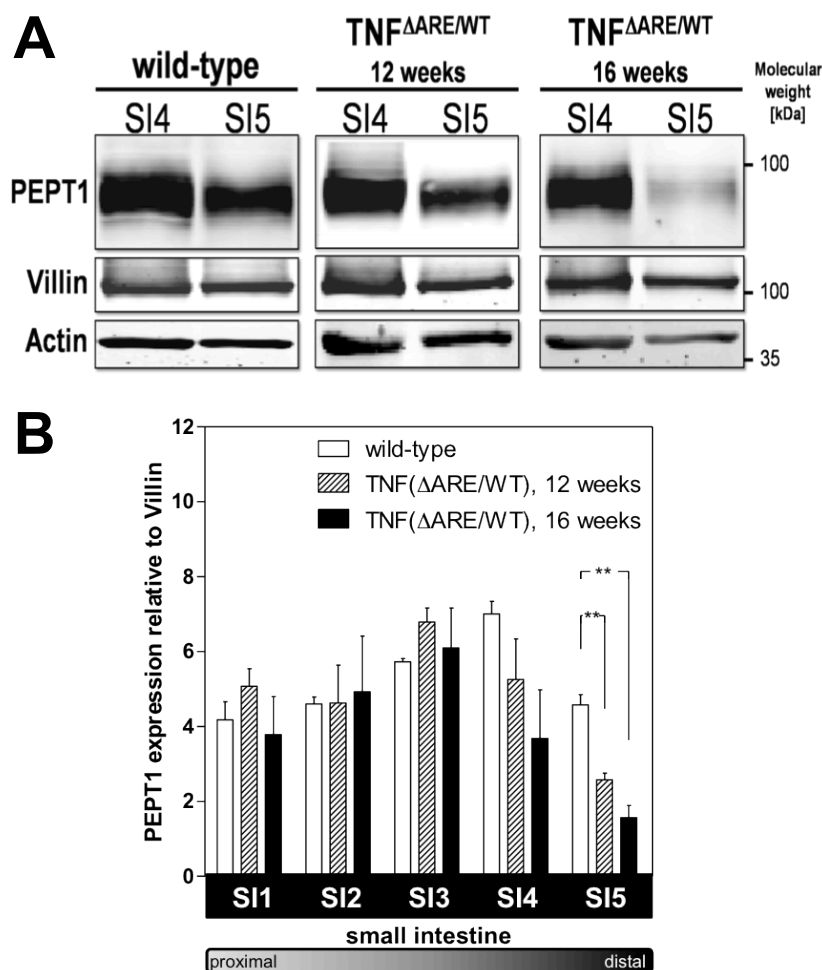 A
wild-type
TNFΔARE/WT
12 weeks
TNFΔARE/WT
16 weeks
Molecular
weight
[kDa]
SI4 SI5 SI4 SI5 SI4 SI5
PEPT1
100
Villin
100
Actin
35
B
PEPT1 expression relative to Villin
12
10
8
6
4
2
0
wild-type
TNF(ΔARE/WT), 12 weeks
TNF(ΔARE/WT), 16 weeks
**
**
SI1 SI2 SI3 SI4 SI5
small intestine
proximal distal